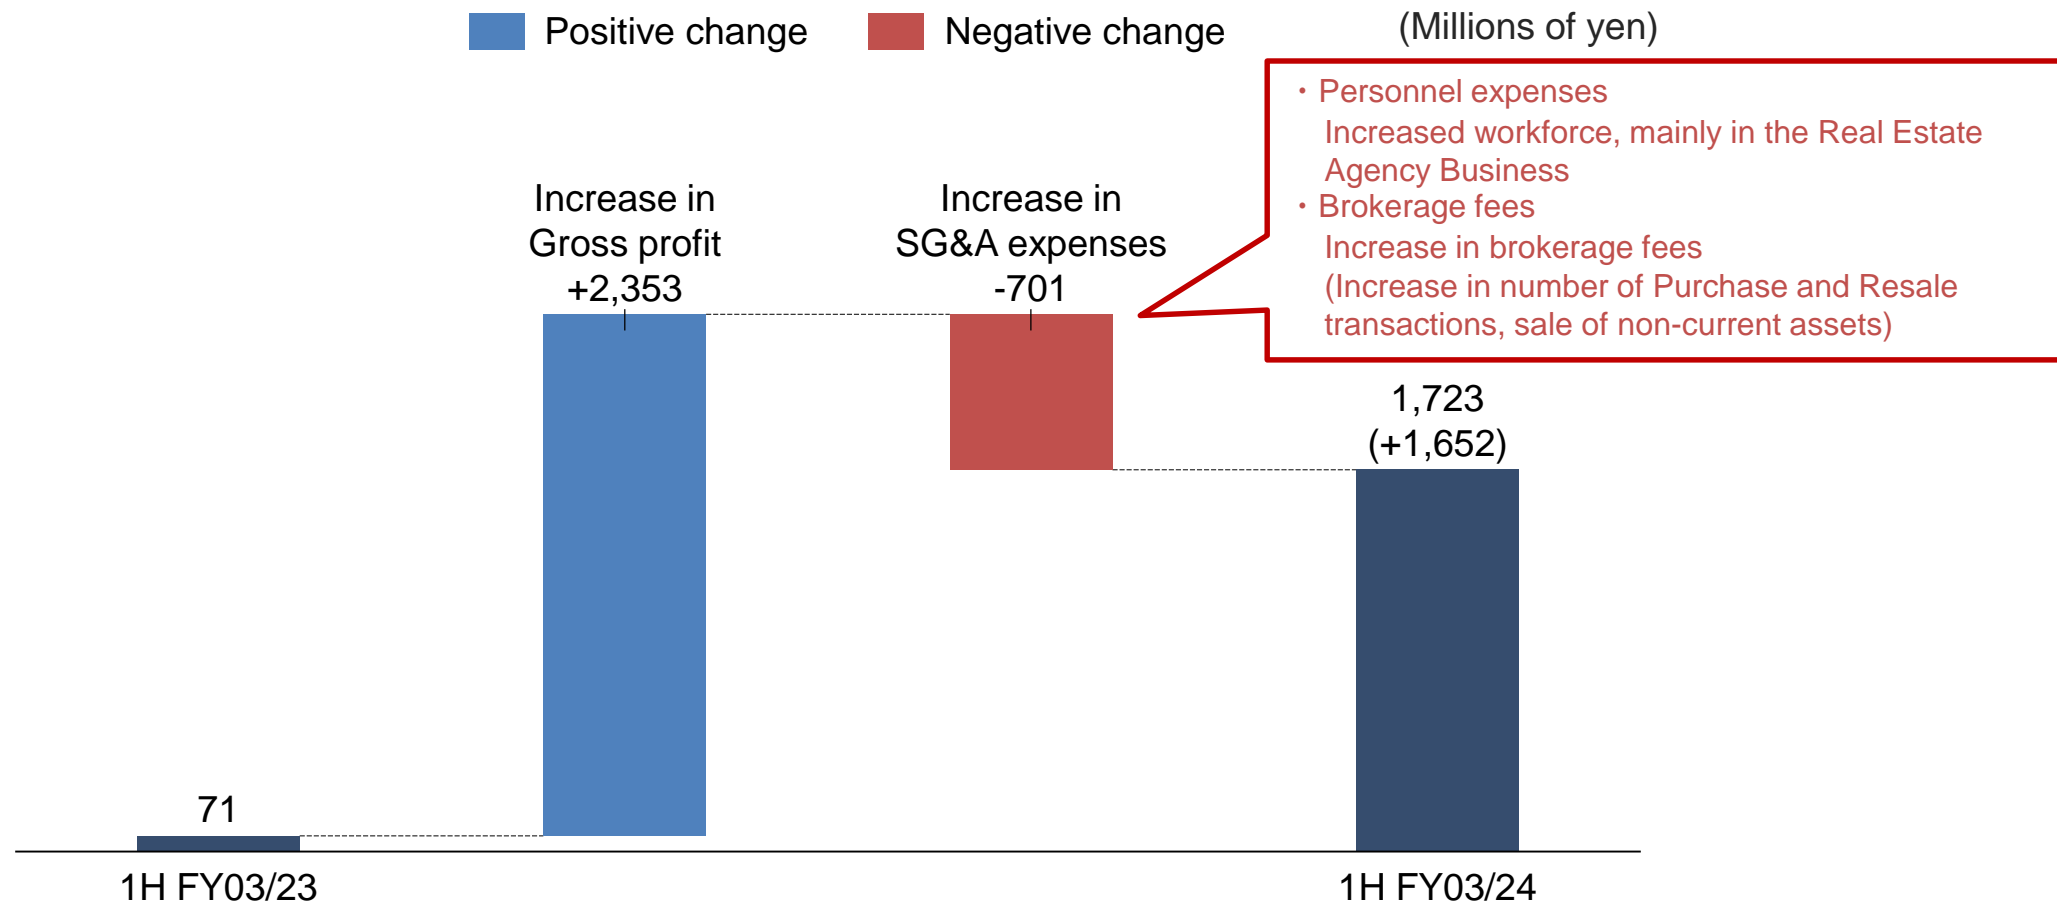 Positive change
Negative change
(Millions of yen)
・Personnel expenses
Increased workforce, mainly in the Real Estate
Agency Business
・Brokerage fees
Increase in brokerage fees
(Increase in number of Purchase and Resale
transactions, sale of non-current assets)
Increase in
Gross profit
+2,353
Increase in
SG&A expenses
-701
1,723
(+1,652)
71
1H FY03/23
1H FY03/24